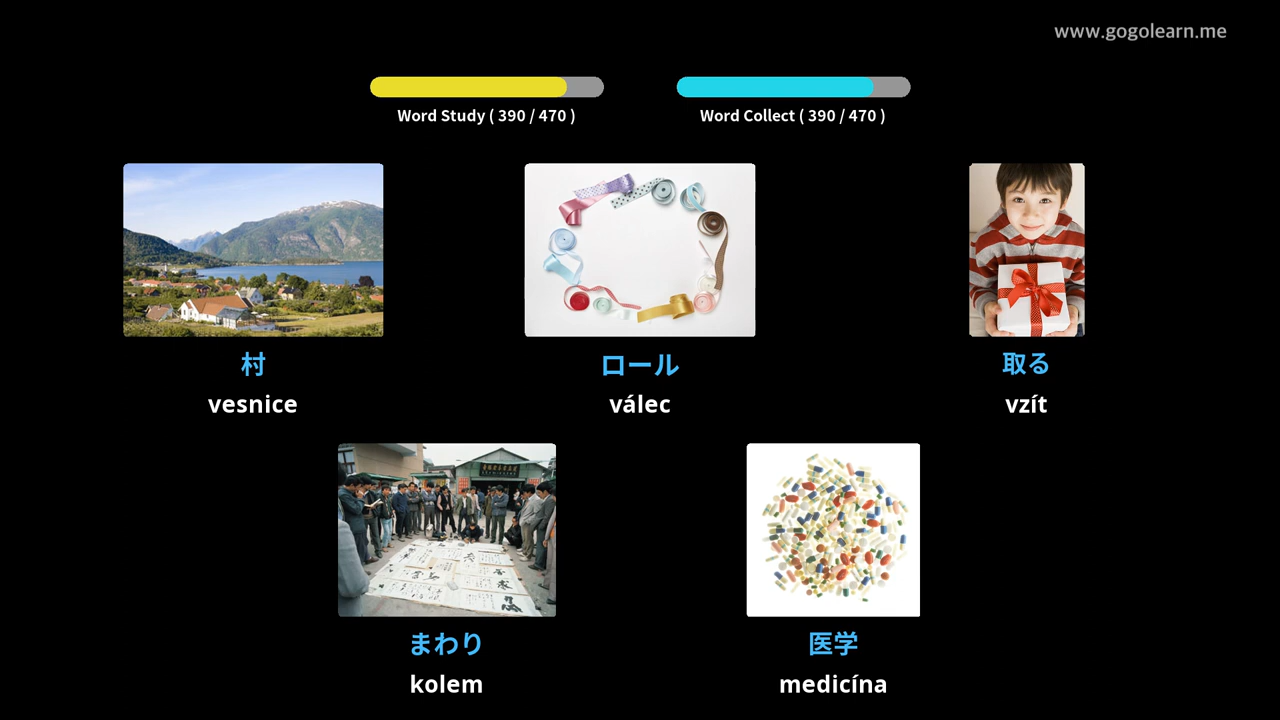 www.gogolearn.me
Word Study ( 390 / 470 )
Word Collect ( 390 / 470 )
村
vesnice
ロール
válec
取る
vzít
まわり
kolem
医学
medicína